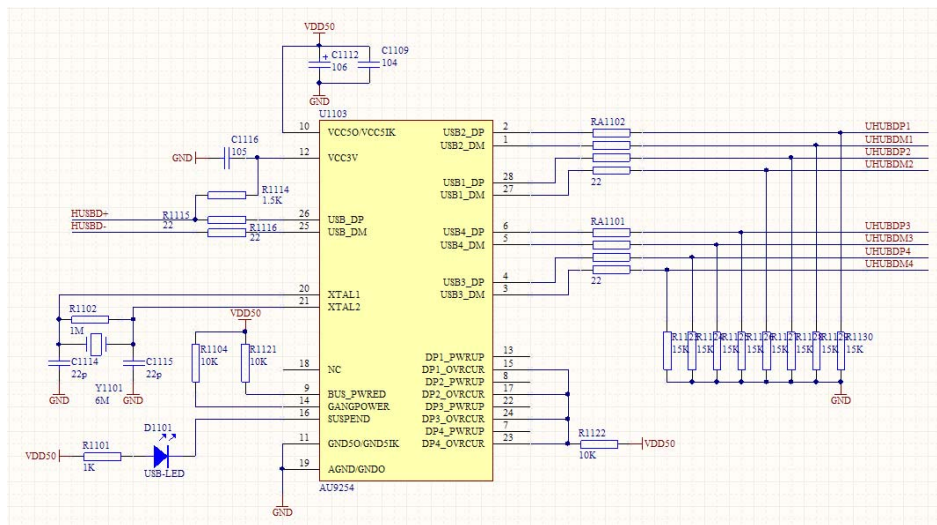 VDD50
C1112
106
C1109
104
GND
U1103
10 VCC5O/VCC5IK USB2_DP 2 RA1102 UHUBDP1
USB2_DM 1 UHUBDM1
C1116
105
GND 12 VCC3V UHUBDP2
USB1_DP 28 UHUBDM2
USB1_DM 27 22
R1114
1.5K
HUSBD+ R1115 26 USB_DP USB4_DP 6 RA1101 UHUBDP3
HUSBD- 22 R1116 25 USB_DM USB4_DM 5 UHUBDM3
22 UHUBDP4
USB3_DP 4 UHUBDM4
20 XTAL1 USB3_DM 3 22
21 XTAL2
R1102
1M
VDD50
C1114
22p
C1115
22p
Y1101
6M
GND
GND
R1104
10K
R1121
10K
R1130
15K 15K 15K 15K 15K 15K 15K 15K
GND
DP1_PWRUP 13
18 NC DP1_OVRCUR 15
DP2_PWRUP 8
9 BUS_PWRED DP2_OVRCUR 17
14 GANGPOWER DP3_PWRUP 22
16 SUSPEND DP3_OVRCUR 24
DP4_PWRUP 7
11 GND5O/GND5IK DP4_OVRCUR 23 R1122 VDD50
10K
D1101
VDD50 R1101
1K
USB-LED
19 AGND/GNDO
AU9254
GND